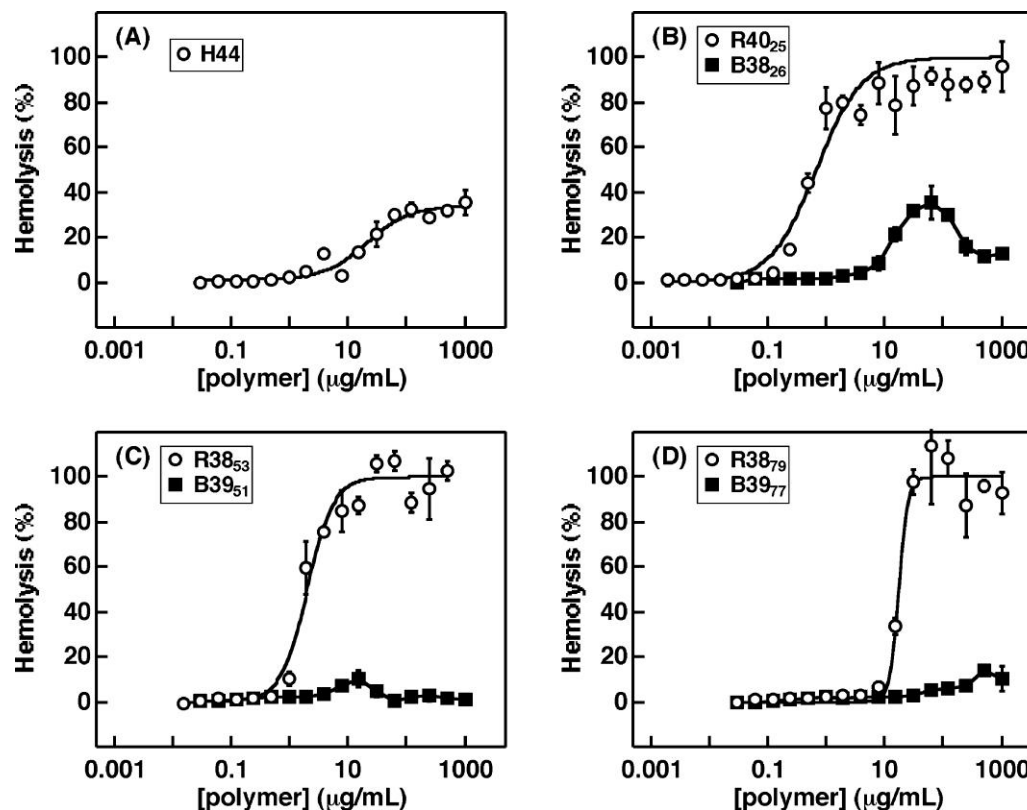 (A)
H44
100
80
60
40
20
0
Hemolysis (%)
0.001 0.1 10 1000
[polymer] (μg/mL)
(B)
R40₂₅
B38₂₆
100
80
60
40
20
0
Hemolysis (%)
0.001 0.1 10 1000
[polymer] (μg/mL)
(C)
R38₅₃
B39₅₁
100
80
60
40
20
0
Hemolysis (%)
0.001 0.1 10 1000
[polymer] (μg/mL)
(D)
R38₇₉
B39₇₇
100
80
60
40
20
0
Hemolysis (%)
0.001 0.1 10 1000
[polymer] (μg/mL)